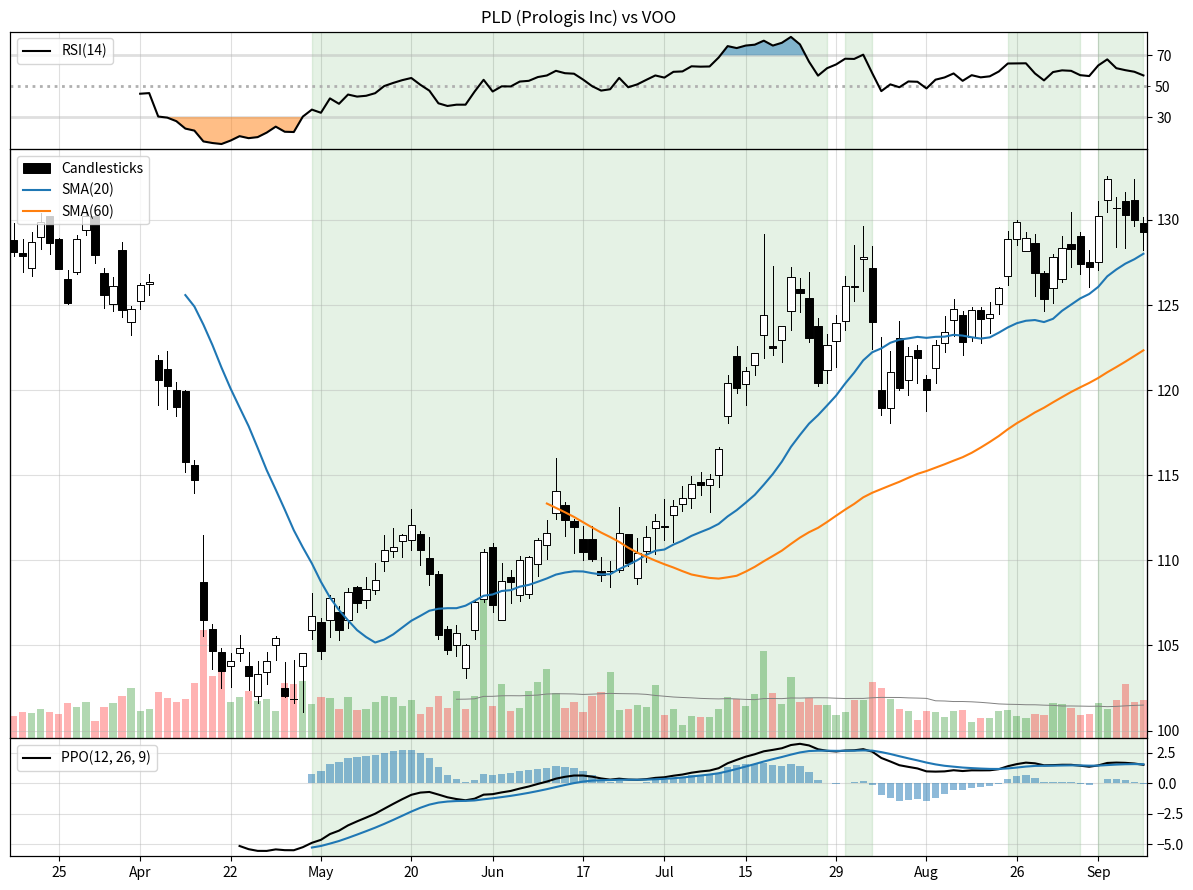 PLD (Prologis Inc) vs VOO
RSI(14)
70
50
30
Candlesticks
SMA(20)
SMA(60)
130
125
120
115
110
105
100
PPO(12, 26, 9)
2.5
0.0
−2.5
−5.0
25 Apr 22 May 20 Jun 17 Jul 15 29 Aug 26 Sep